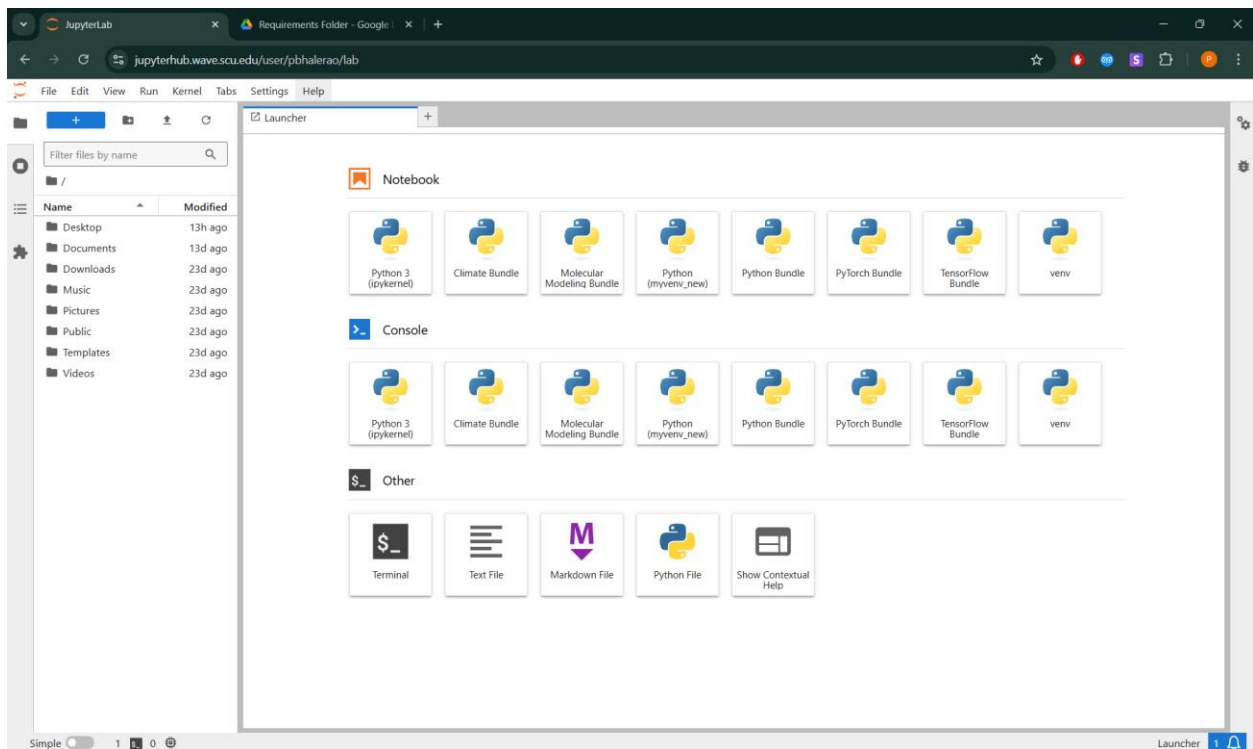 JupyterLab
Requirements Folder - Google
jupyterhub.wave.scu.edu/user/pbhalerao/lab
S
P
File Edit View Run Kernel Tabs Settings Help
Launcher
Filter files by name
/
Name Modified
Desktop 13h ago
Documents 13d ago
Downloads 23d ago
Music 23d ago
Pictures 23d ago
Public 23d ago
Templates 23d ago
Videos 23d ago
Notebook
Python 3 (ipykernel)
Climate Bundle
Molecular Modeling Bundle
Python (myvenv_new)
Python Bundle
PyTorch Bundle
TensorFlow Bundle
venv
Console
Python 3 (ipykernel)
Climate Bundle
Molecular Modeling Bundle
Python (myvenv_new)
Python Bundle
PyTorch Bundle
TensorFlow Bundle
venv
$_ Other
$_
M
Terminal
Text File
Markdown File
Python File
Show Contextual Help
Simple 1 0
Launcher 1